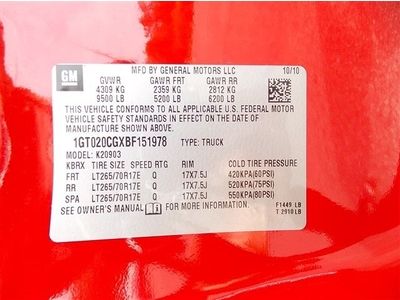 GM
MFD BY GENERAL MOTORS LLC 10/10
GVWR GAWR FRT GAWR RR
4309 KG 2359 KG 2812 KG
9500 LB 5200 LB 6200 LB
THIS VEHICLE CONFORMS TO ALL APPLICABLE U.S. FEDERAL MOTOR
VEHICLE SAFETY STANDARDS IN EFFECT ON THE DATE OF
MANUFACTURE SHOWN ABOVE.
1GT020CGXBF151978 TYPE: TRUCK
MODEL: K20903
KBRX TIRE SIZE SPEED RTG RIM COLD TIRE PRESSURE
FRT LT265/70R17E Q 17X7.5J 420KPA(60PSI)
RR LT265/70R17E Q 17X7.5J 520KPA(75PSI)
SPA LT265/70R17E Q 17X7.5J 550KPA(80PSI)
SEE OWNER'S MANUAL FOR ADDITIONAL INFORMATION.
F1449 LB
T 2910 LB